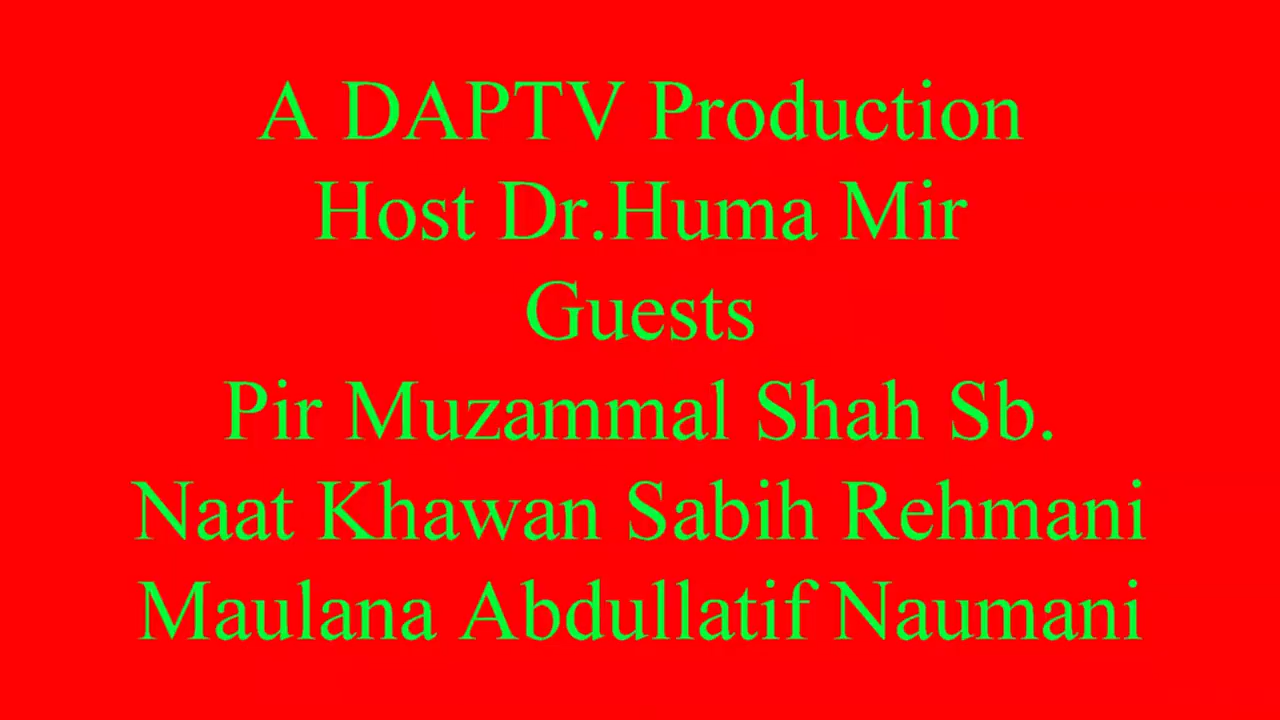 A DAPTV Production
Host Dr.Huma Mir
Guests
Pir Muzammal Shah Sb.
Naat Khawan Sabih Rehmani
Maulana Abdullatif Naumani